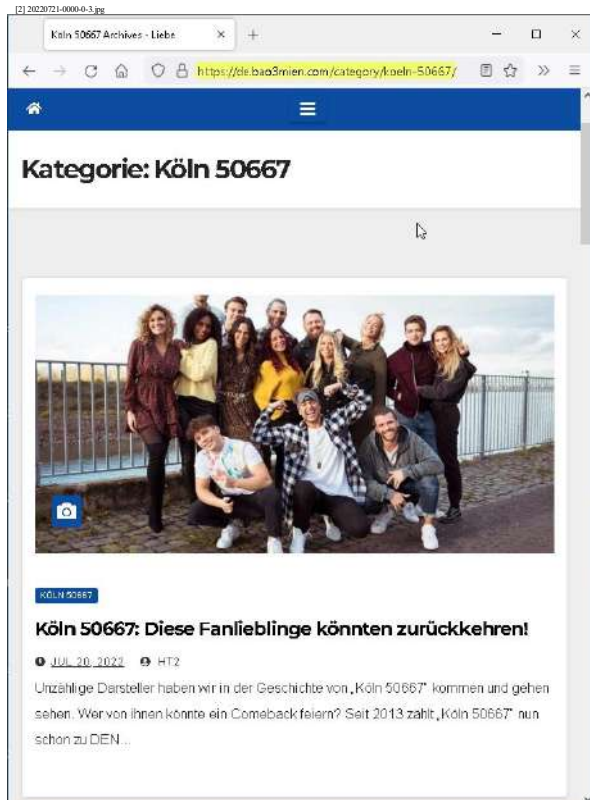 [2] 20220721-0000-0-3.jpg
Köln 50667 Archives - Liebe
https://de.bao3mien.com/category/koeln-50667/
Kategorie: Köln 50667
KÖLN 50667
Köln 50667: Diese Fanlieblinge könnten zurückkehren!
JUL 20, 2022 HT2
Unzählige Darsteller haben wir in der Geschichte von „Köln 50667“ kommen und gehen
sehen. Wer von ihnen könnte ein Comeback feiern? Seit 2013 zählt „Köln 50667“ nun
schon zu DEN...